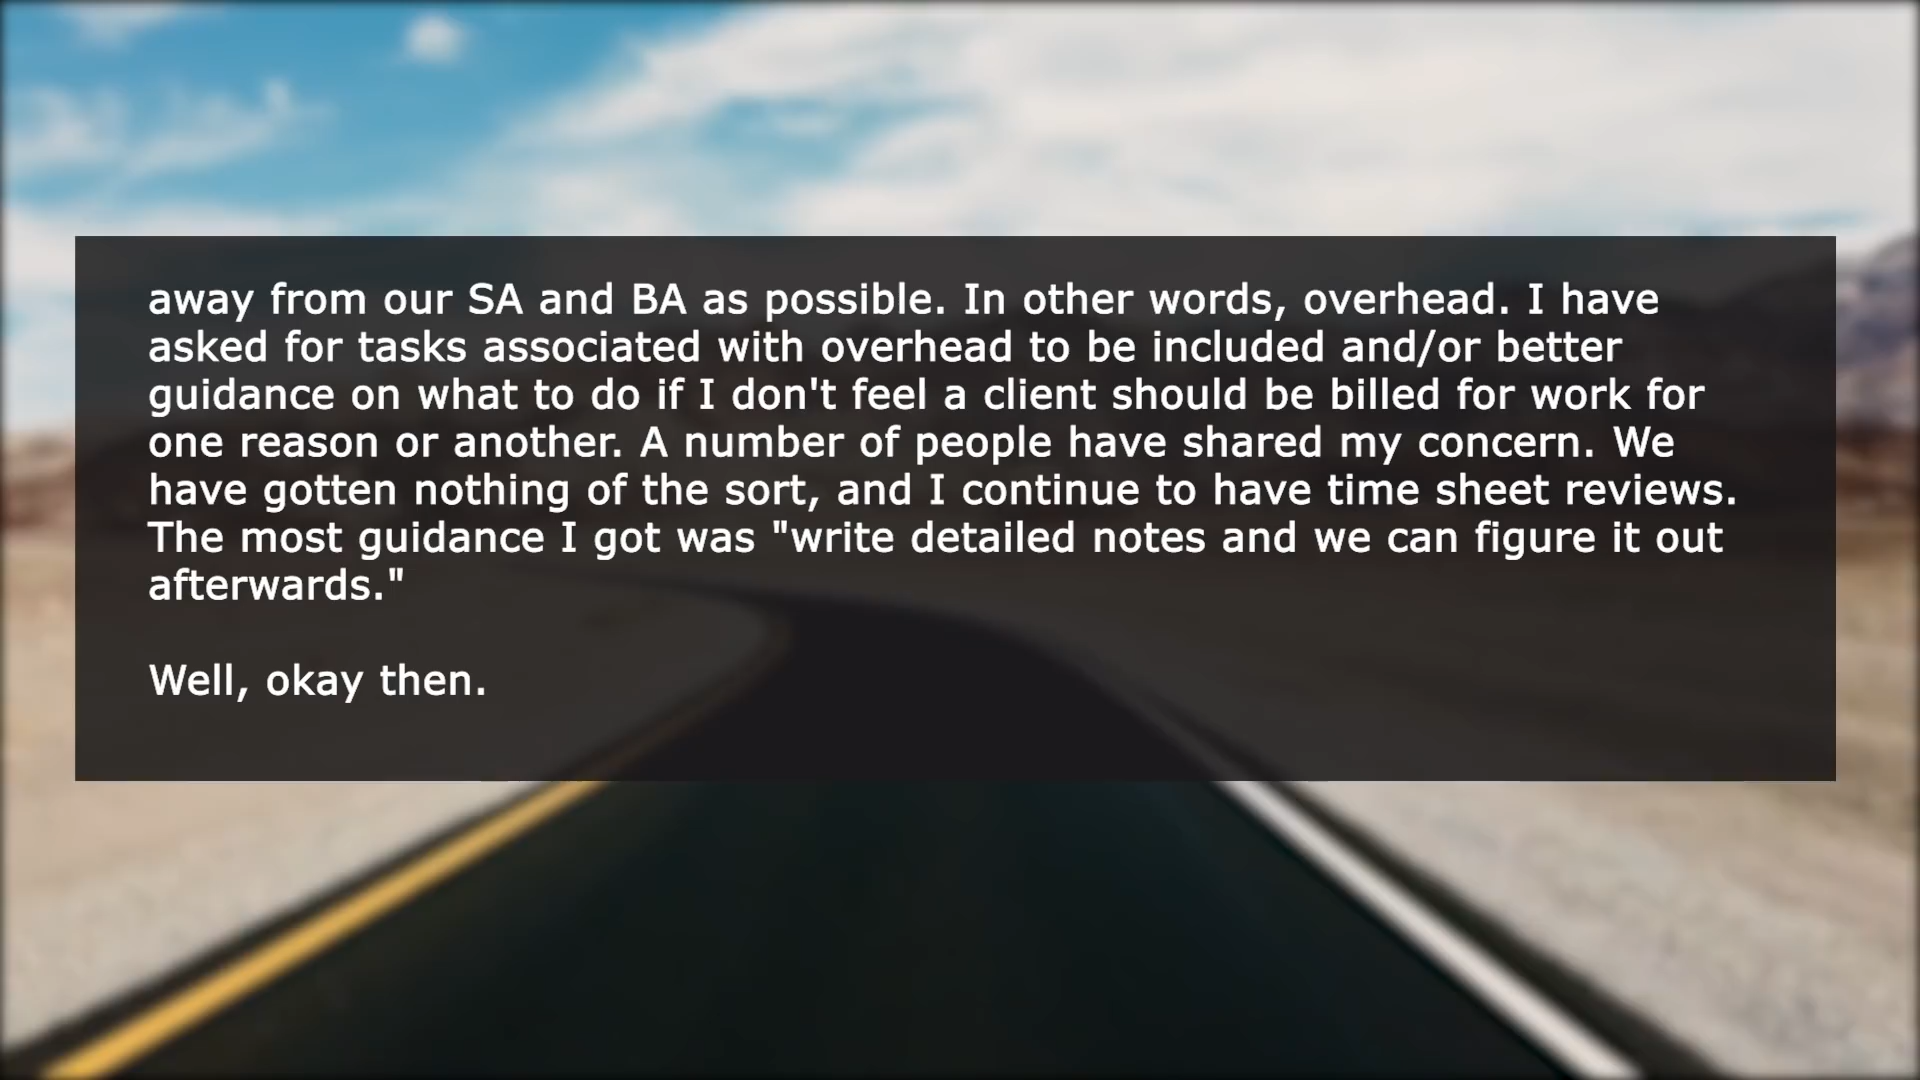 away from our SA and BA as possible. In other words, overhead. I have
asked for tasks associated with overhead to be included and/or better
guidance on what to do if I don't feel a client should be billed for work for
one reason or another. A number of people have shared my concern. We
have gotten nothing of the sort, and I continue to have time sheet reviews.
The most guidance I got was "write detailed notes and we can figure it out
afterwards."
Well, okay then.